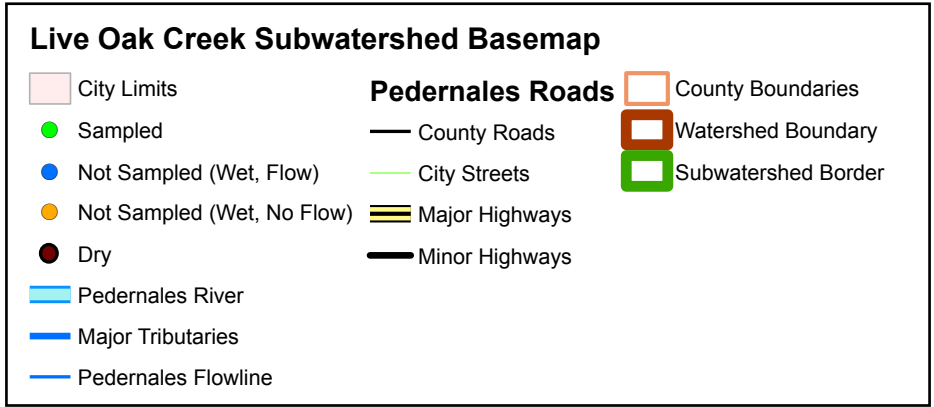 Live Oak Creek Subwatershed Basemap
City Limits
Sampled
Not Sampled (Wet, Flow)
Not Sampled (Wet, No Flow)
Dry
Pedernales River
Major Tributaries
Pedernales Flowline
Pedernales Roads
County Roads
City Streets
Major Highways
Minor Highways
County Boundaries
Watershed Boundary
Subwatershed Border